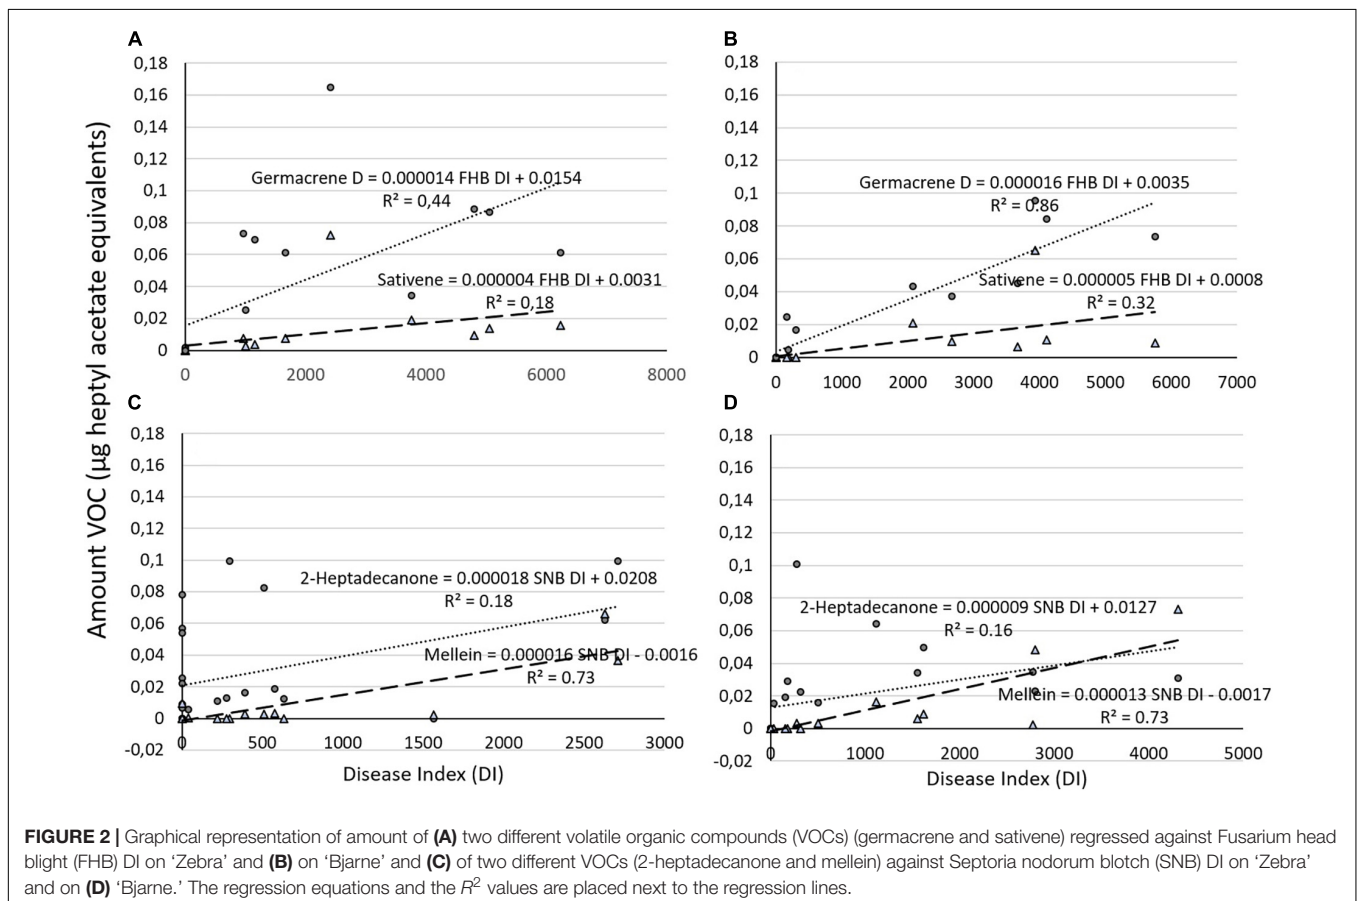 A
0,18
0,16
0,14
0,12
0,1
0,08
0,06
0,04
0,02
0
Germacrene D = 0.000014 FHB DI + 0.0154
R² = 0,44
Sativene = 0.000004 FHB DI + 0.0031
R² = 0,18
0 2000 4000 6000 8000
B
0,18
0,16
0,14
0,12
0,1
0,08
0,06
0,04
0,02
0
Germacrene D = 0.000016 FHB DI + 0.0035
R² = 0.86
Sativene = 0.000005 FHB DI + 0.0008
R² = 0.32
0 1000 2000 3000 4000 5000 6000 7000
Amount VOC (µg heptyl acetate equivalents)
C
0,18
0,16
0,14
0,12
0,1
0,08
0,06
0,04
0,02
0
-0,02
2-Heptadecanone = 0.000018 SNB DI + 0.0208
R² = 0.18
Mellein = 0.000016 SNB DI - 0.0016
R² = 0.73
0 500 1000 1500 2000 2500 3000
Disease Index (DI)
D
0,18
0,16
0,14
0,12
0,1
0,08
0,06
0,04
0,02
0
-0,02
2-Heptadecanone = 0.000009 SNB DI + 0.0127
R² = 0.16
Mellein = 0.000013 SNB DI - 0.0017
R² = 0.73
0 1000 2000 3000 4000 5000
Disease Index (DI)
FIGURE 2 | Graphical representation of amount of (A) two different volatile organic compounds (VOCs) (germacrene and sativene) regressed against Fusarium head
blight (FHB) DI on ‘Zebra’ and (B) on ‘Bjarne’ and (C) of two different VOCs (2-heptadecanone and mellein) against Septoria nodorum blotch (SNB) DI on ‘Zebra’
and on (D) ‘Bjarne.’ The regression equations and the R² values are placed next to the regression lines.